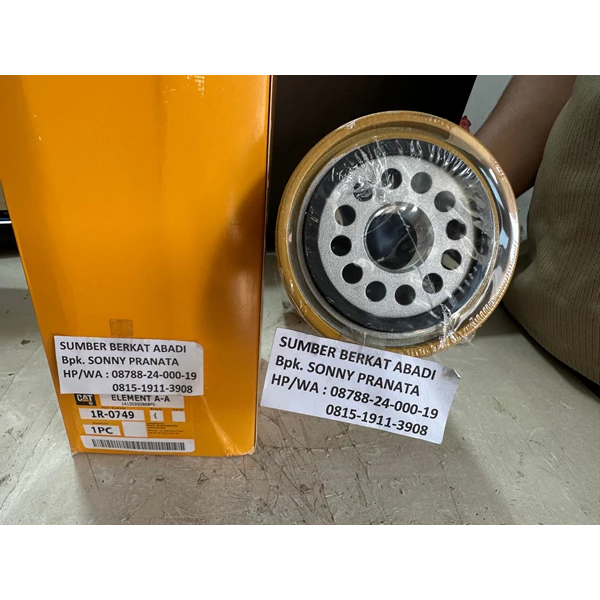 SUMBER BERKAT ABADI
Bpk. SONNY PRANATA
HP/WA : 08788-24-000-19
0815-1911-3908
CAT
ELEMENT A-A
1R-0749
1PC
SUMBER BERKAT ABADI
Bpk. SONNY PRANATA
HP/WA : 08788-24-000-19
0815-1911-3908